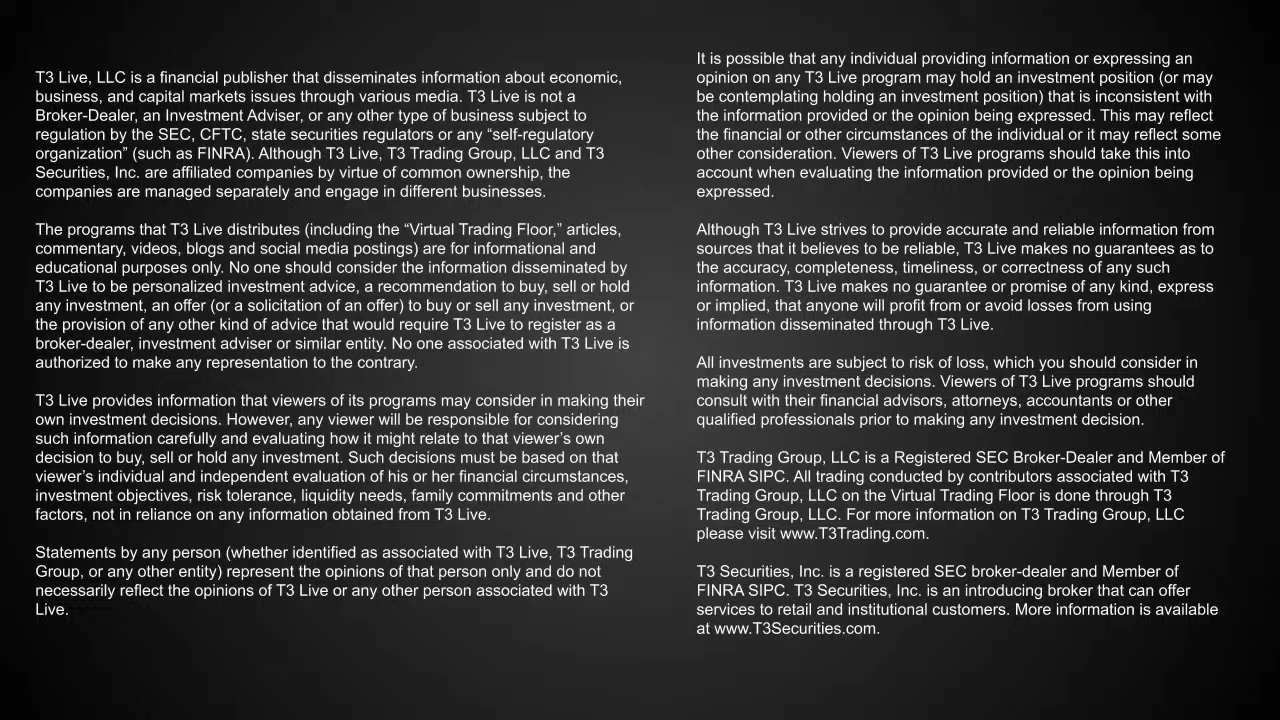 T3 Live, LLC is a financial publisher that disseminates information about economic,
business, and capital markets issues through various media. T3 Live is not a
Broker-Dealer, an Investment Adviser, or any other type of business subject to
regulation by the SEC, CFTC, state securities regulators or any “self-regulatory
organization” (such as FINRA). Although T3 Live, T3 Trading Group, LLC and T3
Securities, Inc. are affiliated companies by virtue of common ownership, the
companies are managed separately and engage in different businesses.
The programs that T3 Live distributes (including the “Virtual Trading Floor,” articles,
commentary, videos, blogs and social media postings) are for informational and
educational purposes only. No one should consider the information disseminated by
T3 Live to be personalized investment advice, a recommendation to buy, sell or hold
any investment, an offer (or a solicitation of an offer) to buy or sell any investment, or
the provision of any other kind of advice that would require T3 Live to register as a
broker-dealer, investment adviser or similar entity. No one associated with T3 Live is
authorized to make any representation to the contrary.
T3 Live provides information that viewers of its programs may consider in making their
own investment decisions. However, any viewer will be responsible for considering
such information carefully and evaluating how it might relate to that viewer’s own
decision to buy, sell or hold any investment. Such decisions must be based on that
viewer’s individual and independent evaluation of his or her financial circumstances,
investment objectives, risk tolerance, liquidity needs, family commitments and other
factors, not in reliance on any information obtained from T3 Live.
Statements by any person (whether identified as associated with T3 Live, T3 Trading
Group, or any other entity) represent the opinions of that person only and do not
necessarily reflect the opinions of T3 Live or any other person associated with T3
Live.
It is possible that any individual providing information or expressing an
opinion on any T3 Live program may hold an investment position (or may
be contemplating holding an investment position) that is inconsistent with
the information provided or the opinion being expressed. This may reflect
the financial or other circumstances of the individual or it may reflect some
other consideration. Viewers of T3 Live programs should take this into
account when evaluating the information provided or the opinion being
expressed.
Although T3 Live strives to provide accurate and reliable information from
sources that it believes to be reliable, T3 Live makes no guarantees as to
the accuracy, completeness, timeliness, or correctness of any such
information. T3 Live makes no guarantee or promise of any kind, express
or implied, that anyone will profit from or avoid losses from using
information disseminated through T3 Live.
All investments are subject to risk of loss, which you should consider in
making any investment decisions. Viewers of T3 Live programs should
consult with their financial advisors, attorneys, accountants or other
qualified professionals prior to making any investment decision.
T3 Trading Group, LLC is a Registered SEC Broker-Dealer and Member of
FINRA SIPC. All trading conducted by contributors associated with T3
Trading Group, LLC on the Virtual Trading Floor is done through T3
Trading Group, LLC. For more information on T3 Trading Group, LLC
please visit www.T3Trading.com.
T3 Securities, Inc. is a registered SEC broker-dealer and Member of
FINRA SIPC. T3 Securities, Inc. is an introducing broker that can offer
services to retail and institutional customers. More information is available
at www.T3Securities.com.